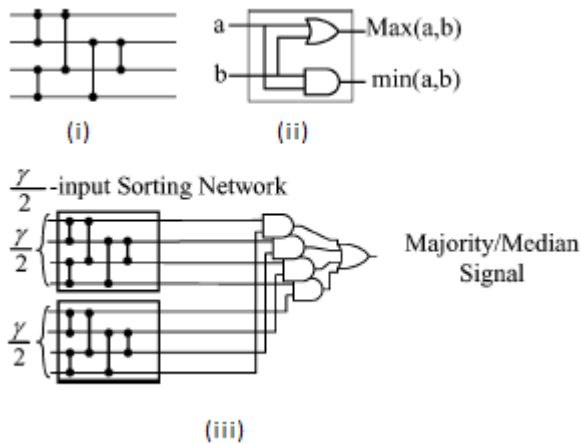 a
b
Max(a,b)
min(a,b)
(i)
(ii)
γ/2 -input Sorting Network
γ/2
γ/2
Majority/Median
Signal
(iii)